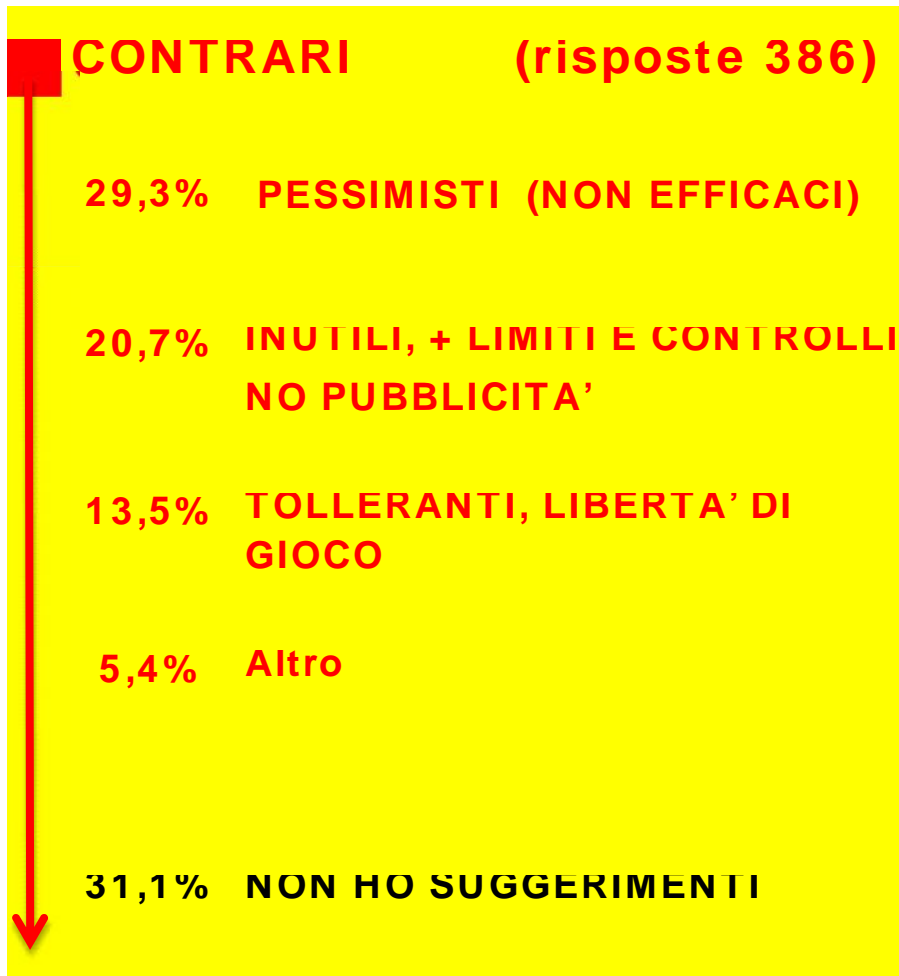 CONTRARI (risposte 386)
29,3% PESSIMISTI (NON EFFICACI)
20,7% INUTILI, + LIMITI E CONTROLLI
NO PUBBLICITA’
13,5% TOLLERANTI, LIBERTA’ DI
GIOCO
5,4% Altro
31,1% NON HO SUGGERIMENTI